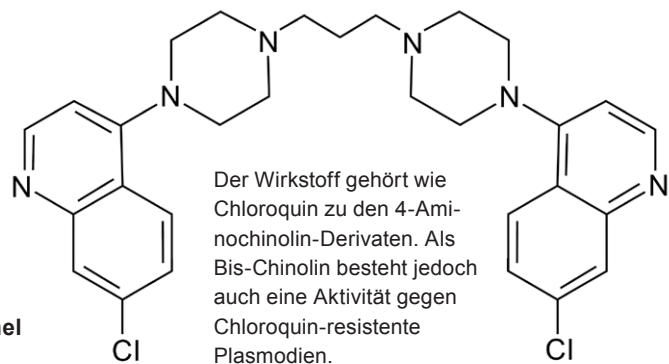 N
N
N
N
N
N
Cl
Cl
Der Wirkstoff gehört wie
Chloroquin zu den 4-Ami-
nochinolin-Derivaten. Als
Bis-Chinolin besteht jedoch
auch eine Aktivität gegen
Chloroquin-resistente
Plasmodien.